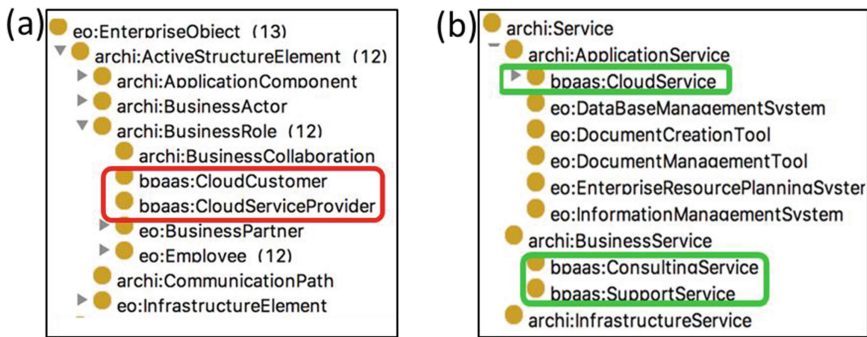 (a)
eo:EnterpriseObject (13)
archi:ActiveStructureElement (12)
archi:ApplicationComponent
archi:BusinessActor
archi:BusinessRole (12)
archi:BusinessCollaboration
bpaas:CloudCustomer
bpaas:CloudServiceProvider
eo:BusinessPartner
eo:Employee (12)
archi:CommunicationPath
eo:InfrastructureElement
(b)
archi:Service
archi:ApplicationService
bpaas:CloudService
eo:DataBaseManagementSystem
eo:DocumentCreationTool
eo:DocumentManagementTool
eo:EnterpriseResourcePlanningSyster
eo:InformationManagementSystem
archi:BusinessService
bpaas:ConsultingService
bpaas:SupportService
archi:InfrastructureService